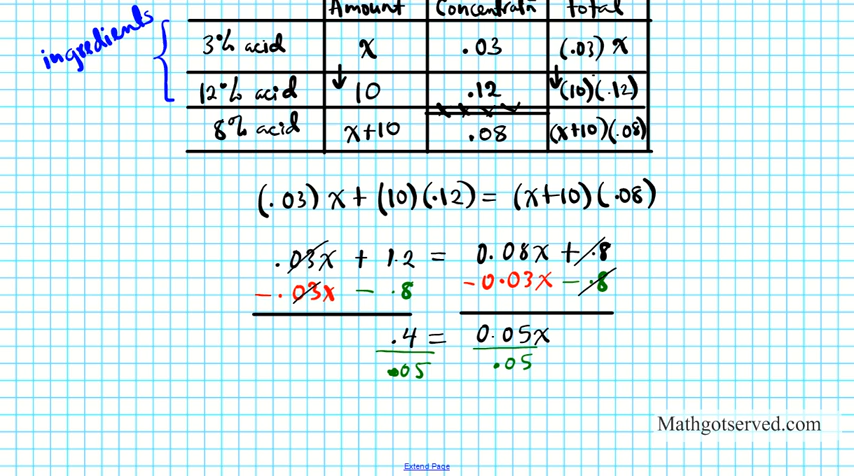 Amount Concentratn total
ingredients
3% acid x .03 (.03) x
12% acid 10 .12 (10)(.12)
8% acid x+10 .08 (x+10)(.08)
(.03) x + (10)(.12) = (x+10)(.08)
.03x + 1.2 = 0.08x + .8
-.03x - .8 -0.03x - .8
.4 = 0.05x
.05 .05
Mathgotserved.com
Extend Page